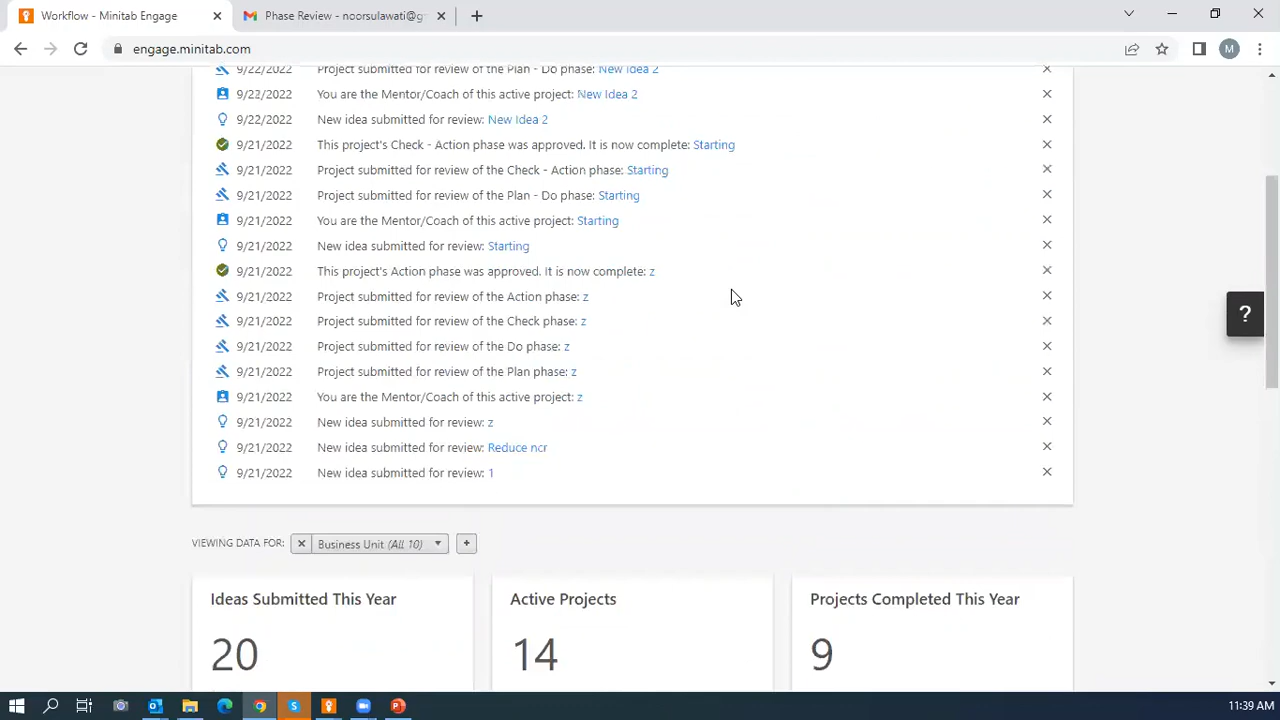 Workflow - Minitab Engage
Phase Review - noorsulawati@g
engage.minitab.com
M
9/22/2022 Project submitted for review of the Plan - Do phase: New Idea 2
9/22/2022 You are the Mentor/Coach of this active project: New Idea 2
9/22/2022 New idea submitted for review: New Idea 2
9/21/2022 This project's Check - Action phase was approved. It is now complete: Starting
9/21/2022 Project submitted for review of the Check - Action phase: Starting
9/21/2022 Project submitted for review of the Plan - Do phase: Starting
9/21/2022 You are the Mentor/Coach of this active project: Starting
9/21/2022 New idea submitted for review: Starting
9/21/2022 This project's Action phase was approved. It is now complete: z
9/21/2022 Project submitted for review of the Action phase: z
9/21/2022 Project submitted for review of the Check phase: z
9/21/2022 Project submitted for review of the Do phase: z
9/21/2022 Project submitted for review of the Plan phase: z
9/21/2022 You are the Mentor/Coach of this active project: z
9/21/2022 New idea submitted for review: z
9/21/2022 New idea submitted for review: Reduce ncr
9/21/2022 New idea submitted for review: 1
?
VIEWING DATA FOR: Business Unit (All 10)
Ideas Submitted This Year
20
Active Projects
14
Projects Completed This Year
9
11:39 AM